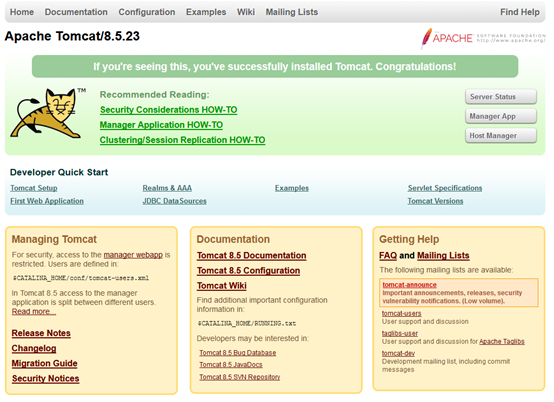 Home Documentation Configuration Examples Wiki Mailing Lists Find Help
Apache Tomcat/8.5.23
APACHE SOFTWARE FOUNDATION
http://www.apache.org/
If you're seeing this, you've successfully installed Tomcat. Congratulations!
TM
Recommended Reading:
Security Considerations HOW-TO
Manager Application HOW-TO
Clustering/Session Replication HOW-TO
Server Status
Manager App
Host Manager
Developer Quick Start
Tomcat Setup
First Web Application
Realms & AAA
JDBC DataSources
Examples
Servlet Specifications
Tomcat Versions
Managing Tomcat
For security, access to the manager webapp is
restricted. Users are defined in:
$CATALINA_HOME/conf/tomcat-users.xml
In Tomcat 8.5 access to the manager
application is split between different users.
Read more...
Release Notes
Changelog
Migration Guide
Security Notices
Documentation
Tomcat 8.5 Documentation
Tomcat 8.5 Configuration
Tomcat Wiki
Find additional important configuration
information in:
$CATALINA_HOME/RUNNING.txt
Developers may be interested in:
Tomcat 8.5 Bug Database
Tomcat 8.5 JavaDocs
Tomcat 8.5 SVN Repository
Getting Help
FAQ and Mailing Lists
The following mailing lists are available:
tomcat-announce
Important announcements, releases, security
vulnerability notifications. (Low volume).
tomcat-users
User support and discussion
taglibs-user
User support and discussion for Apache Taglibs
tomcat-dev
Development mailing list, including commit
messages